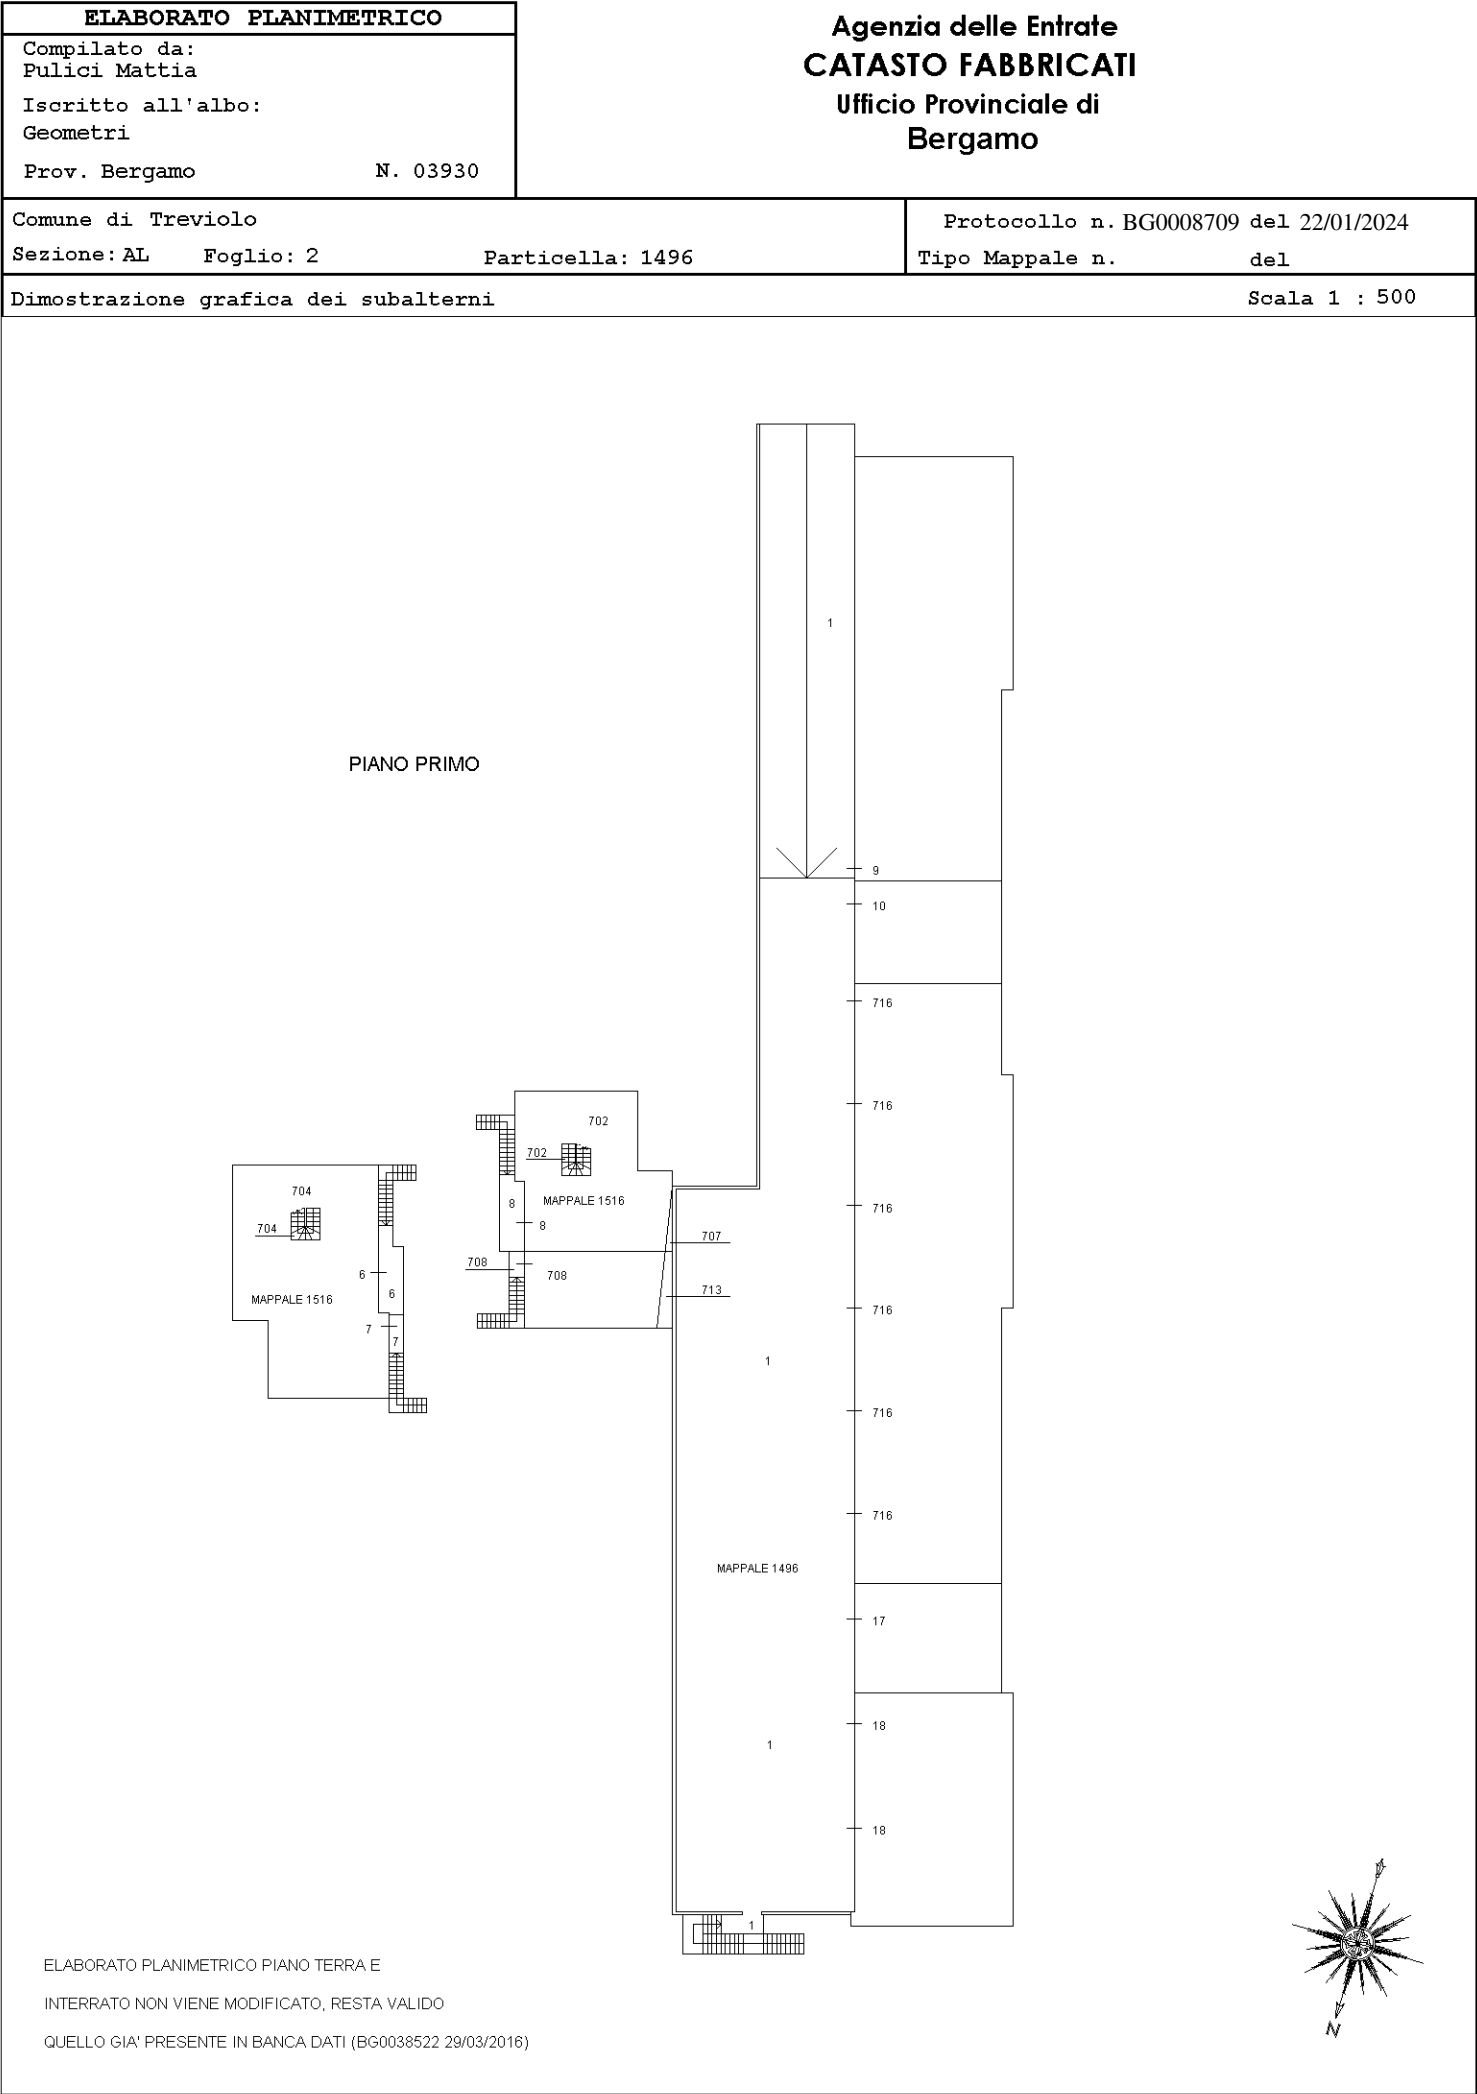 ELABORATO PLANIMETRICO
Compilato da:
Pulici Mattia
Iscritto all'albo:
Geometri
Prov. Bergamo N. 03930
Agenzia delle Entrate
CATASTO FABBRICATI
Ufficio Provinciale di
Bergamo
Comune di Treviolo
Sezione: AL Foglio: 2 Particella: 1496
Protocollo n. BG0008709 del 22/01/2024
Tipo Mappale n. del
Dimostrazione grafica dei subalterni Scala 1 : 500
1
PIANO PRIMO
9
10
716
716
702
702
704
MAPPALE 1516
8
716
704
8
707
708
6
708
713
6
MAPPALE 1516
716
7
7
1
716
716
MAPPALE 1496
17
18
1
18
1
ELABORATO PLANIMETRICO PIANO TERRA E
INTERRATO NON VIENE MODIFICATO, RESTA VALIDO
QUELLO GIA' PRESENTE IN BANCA DATI (BG0038522 29/03/2016)
N